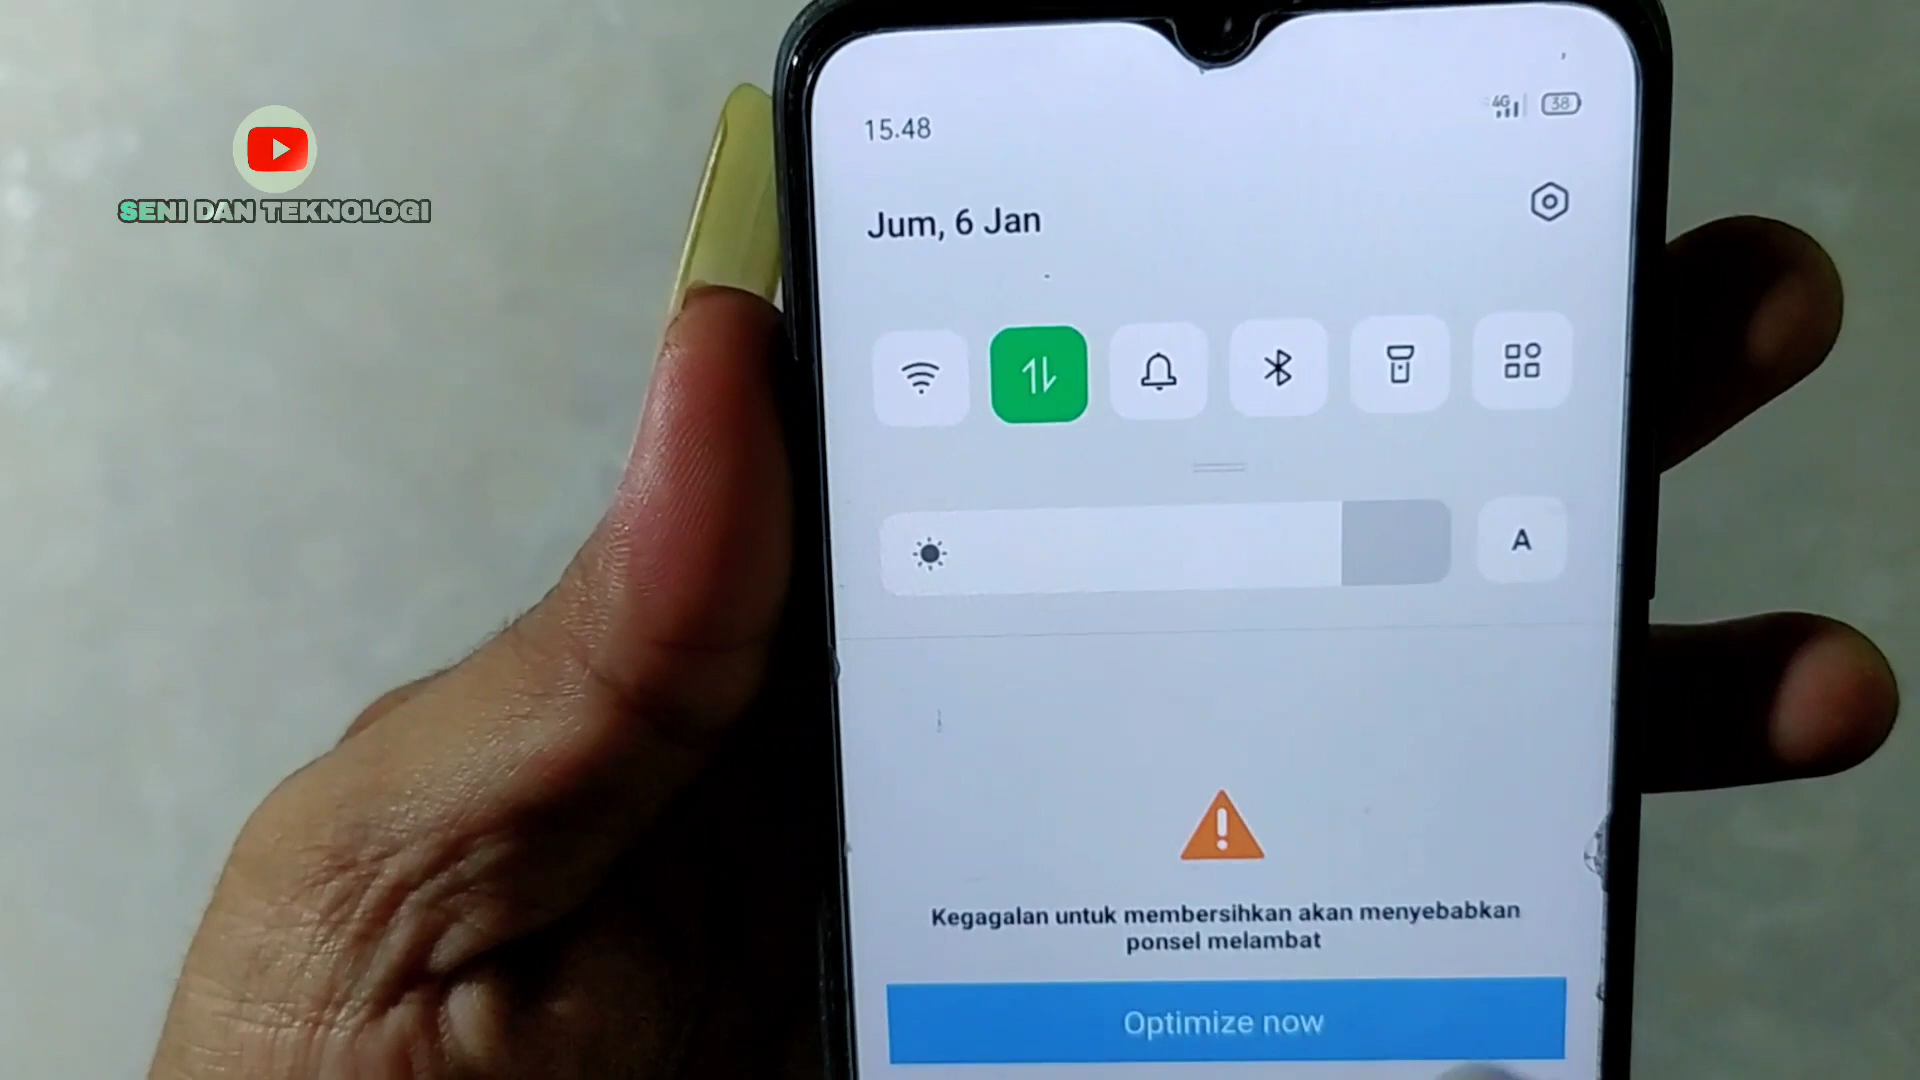 SENI DAN TEKNOLOGI
15.48
4G
38
Jum, 6 Jan
A
Kegagalan untuk membersihkan akan menyebabkan
ponsel melambat
Optimize now